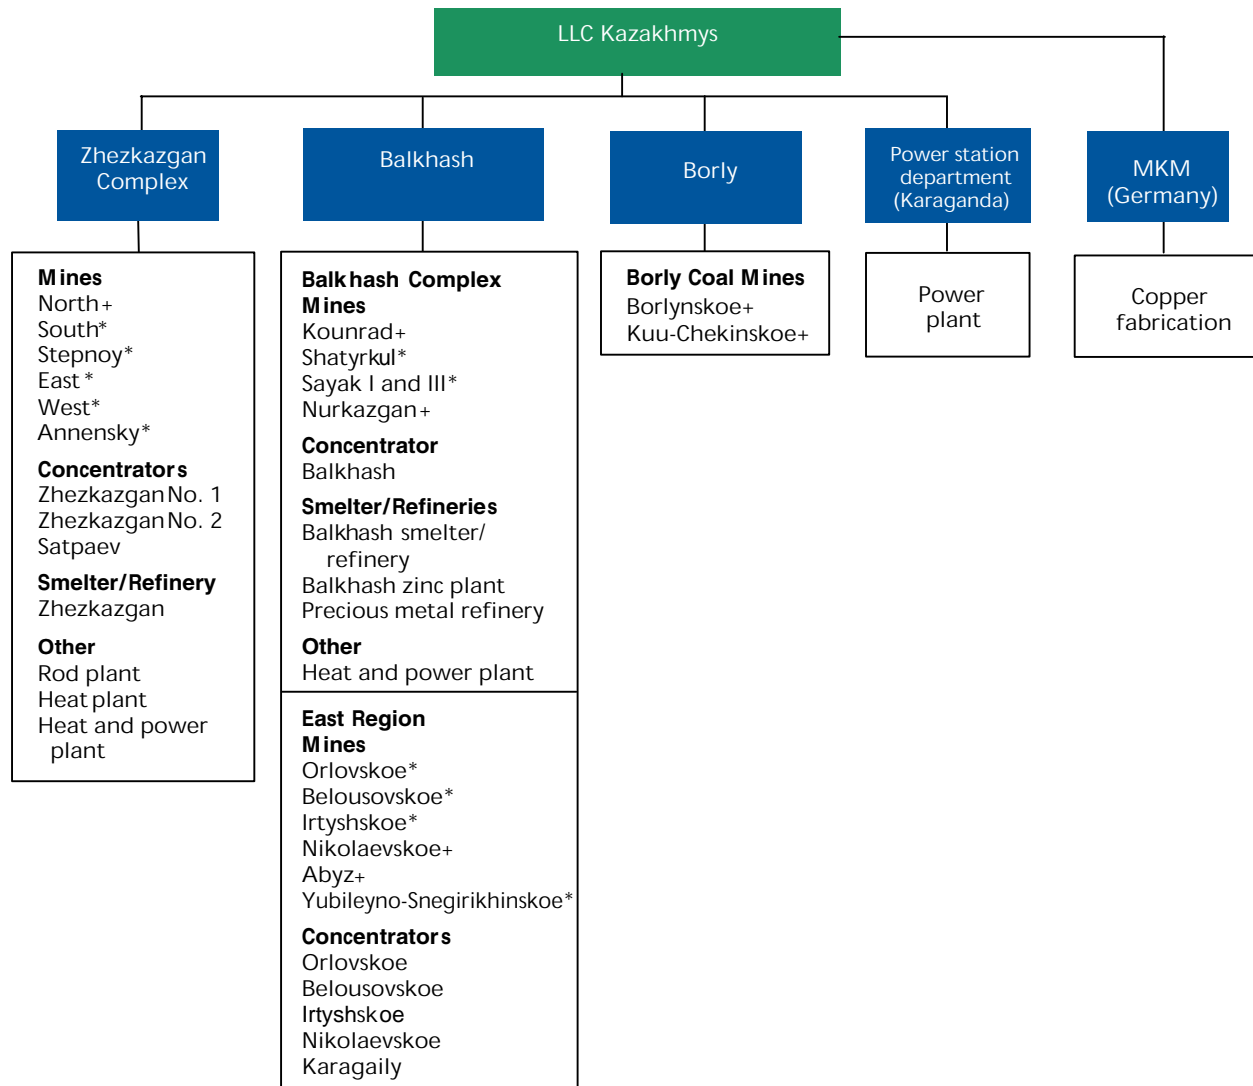 LLC Kazakhmys
Zhezkazgan
Complex
Balkhash
Borly
Power station
department
(Karaganda)
MKM
(Germany)
Mines
North+
South*
Stepnoy*
East*
West*
Annensky*
Concentrators
Zhezkazgan No. 1
Zhezkazgan No. 2
Satpaev
Smelter/Refinery
Zhezkazgan
Other
Rod plant
Heat plant
Heat and power
plant
Balkhash Complex
Mines
Kounrad+
Shatyrkul*
Sayak I and III*
Nurkazgan+
Concentrator
Balkhash
Smelter/Refineries
Balkhash smelter/
refinery
Balkhash zinc plant
Precious metal refinery
Other
Heat and power plant
East Region
Mines
Orlovskoe*
Belousovskoe*
Irtyshskoe*
Nikolaevskoe+
Abyz+
Yubileyno-Snegirikhinskoe*
Concentrators
Orlovskoe
Belousovskoe
Irtyshskoe
Nikolaevskoe
Karagaily
Borly Coal Mines
Borlynskoe+
Kuu-Chekinskoe+
Power
plant
Copper
fabrication